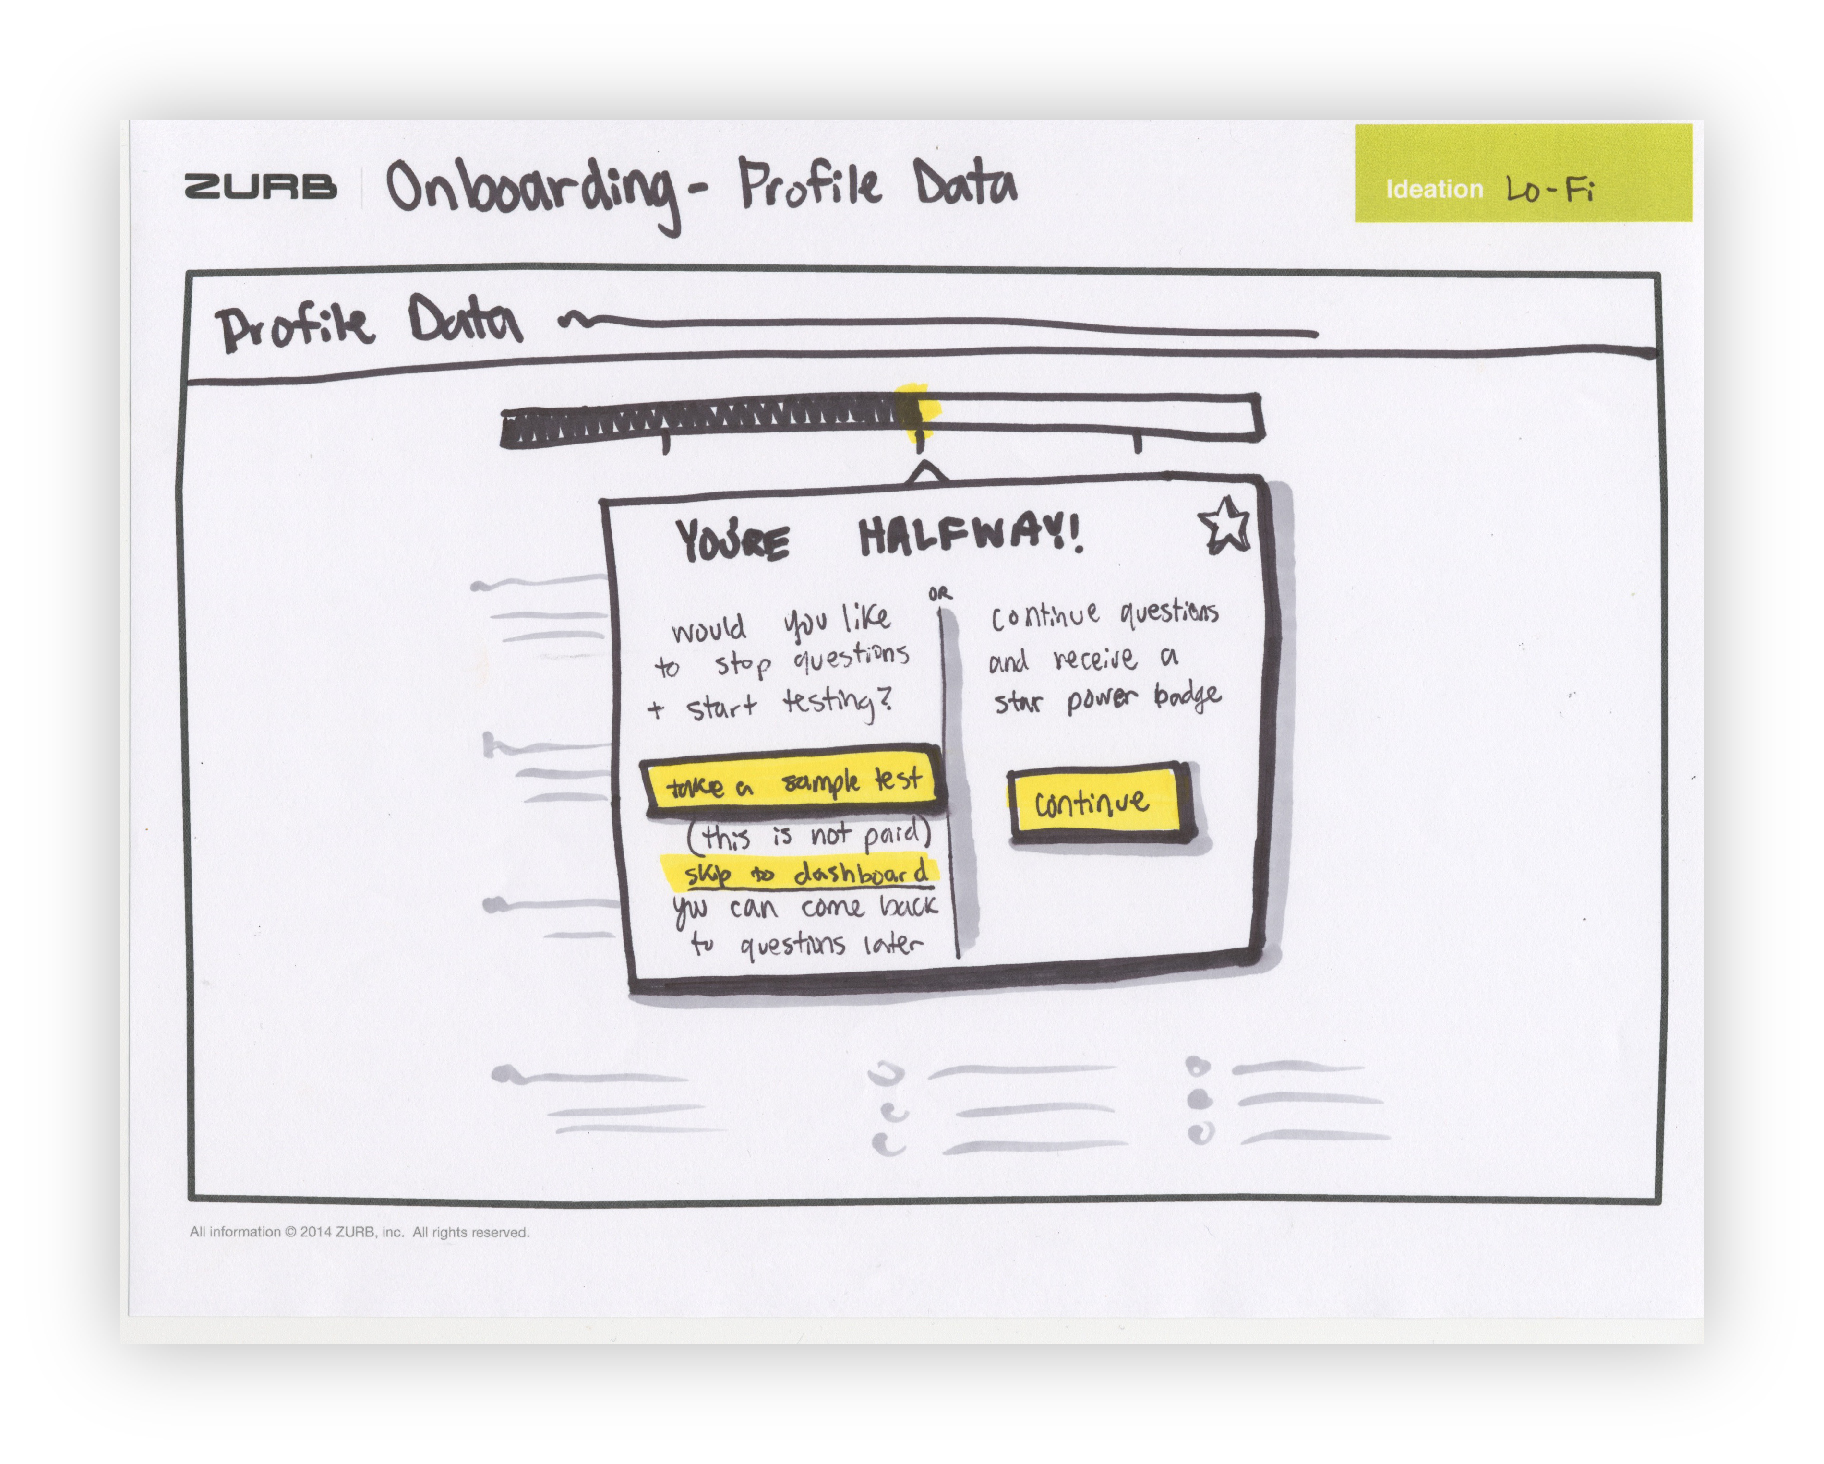 ZURB Onboarding - Profile Data
Ideation Lo-Fi
Profile Data
YOU'RE HALFWAY!
would you like
to stop questions
+ start testing?
take a sample test
(this is not paid)
skip to dashboard
you can come back
to questions later
OR
continue questions
and receive a
star power badge
continue
All information © 2014 ZURB, inc. All rights reserved.